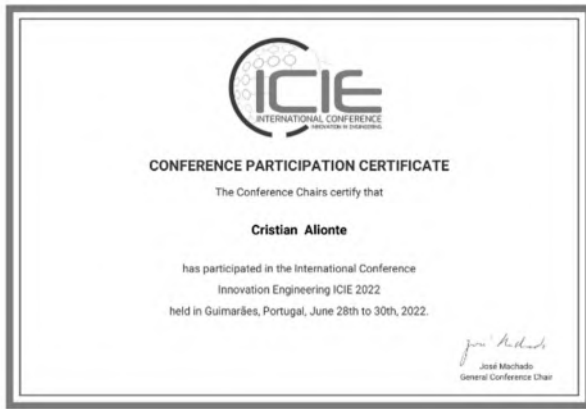 ICIE
INTERNATIONAL CONFERENCE
INNOVATION IN ENGINEERING
CONFERENCE PARTICIPATION CERTIFICATE
The Conference Chairs certify that
Cristian Alionte
has participated in the International Conference
Innovation Engineering ICIE 2022
held in Guimarães, Portugal, June 28th to 30th, 2022.
José Machado
José Machado
General Conference Chair